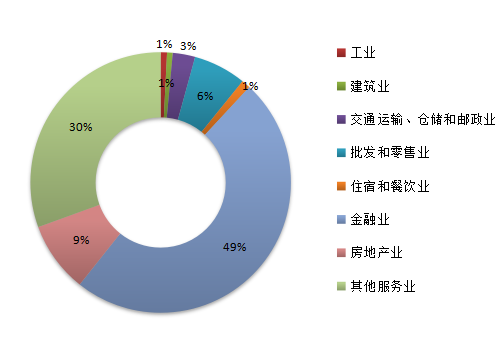 1%
3%
1%
6%
1%
30%
49%
9%
工业
建筑业
交通运输、仓储和邮政业
批发和零售业
住宿和餐饮业
金融业
房地产业
其他服务业